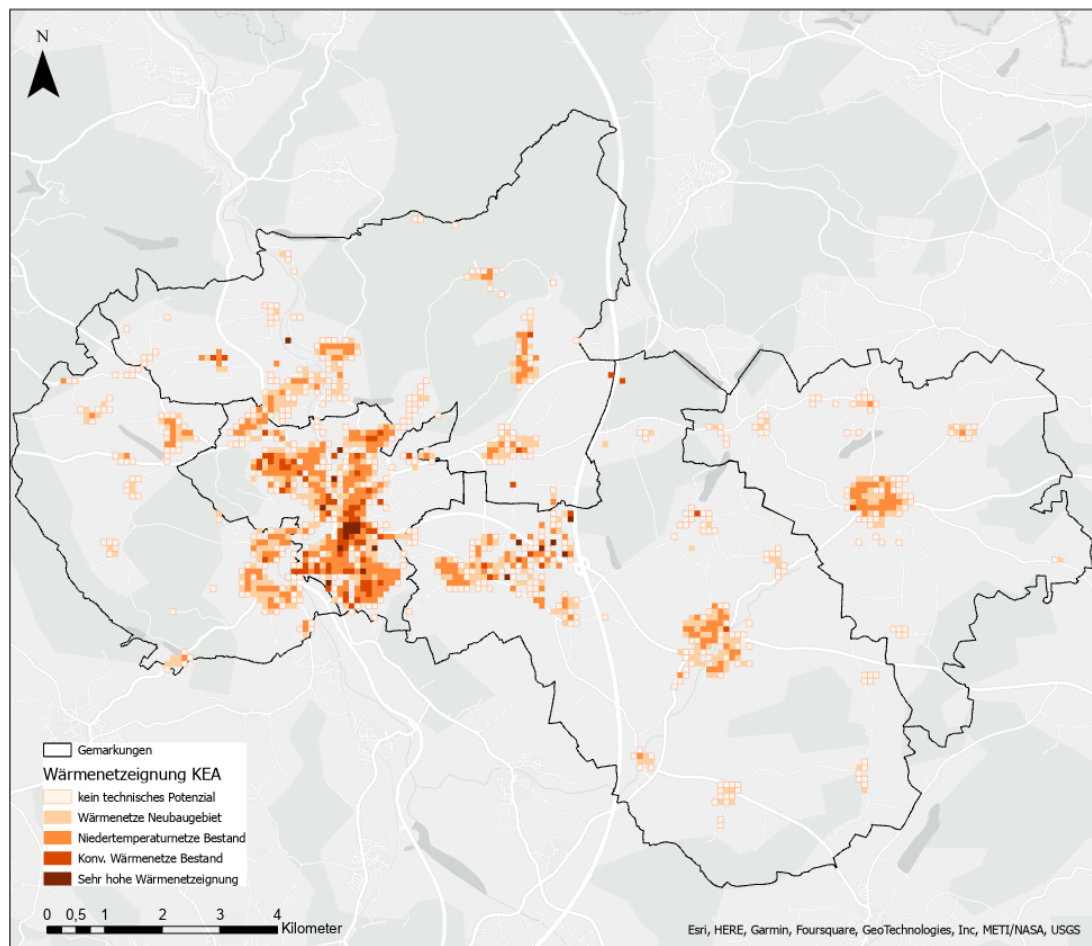 N
Gemarkungen
Wärmenetzeignung KEA
kein technisches Potenzial
Wärmenetze Neubaugebiet
Niedertemperaturnetze Bestand
Konv. Wärmenetze Bestand
Sehr hohe Wärmenetzeignung
0 0,5 1 2 3 4
Kilometer
Esri, HERE, Garmin, Foursquare, GeoTechnologies, Inc, METI/NASA, USGS